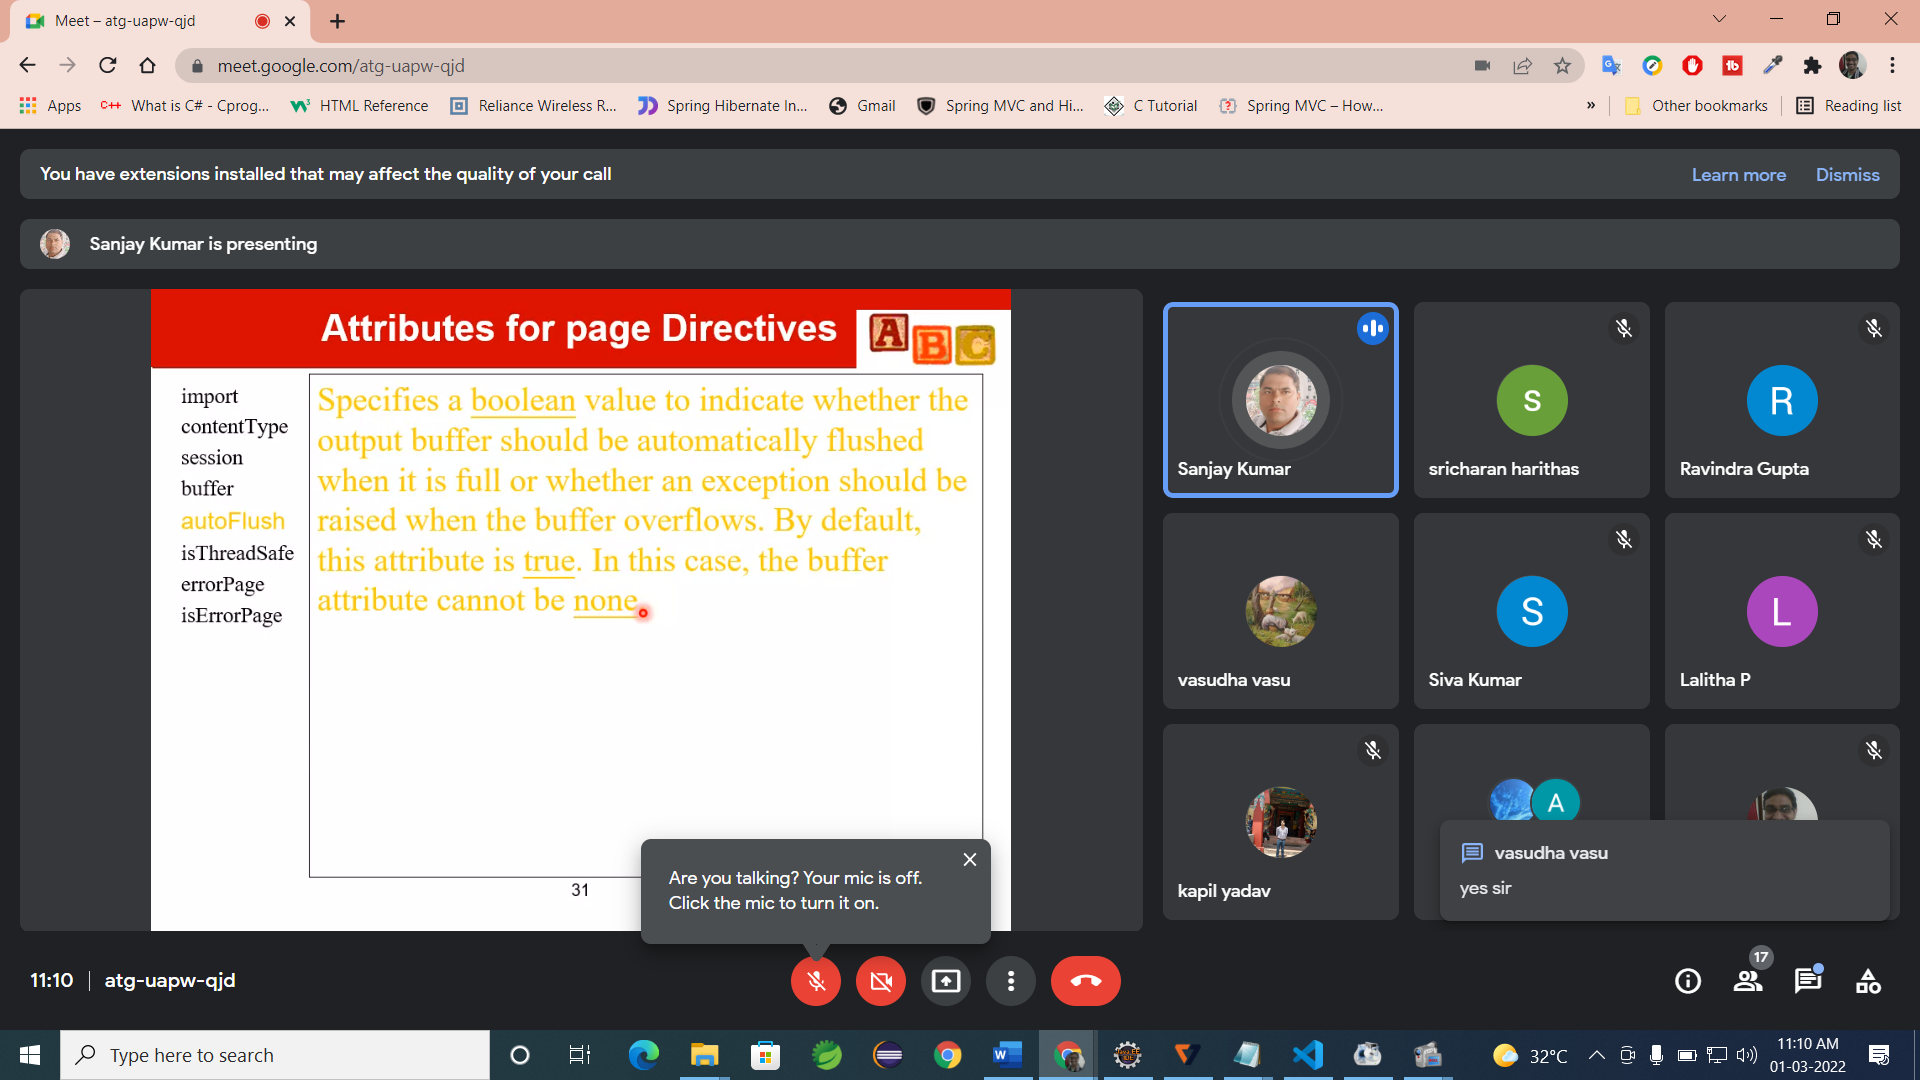 Meet – atg-uapw-qjd
meet.google.com/atg-uapw-qjd
Apps
C++ What is C# - Cprog...
HTML Reference
Reliance Wireless R...
Spring Hibernate In...
Gmail
Spring MVC and Hi...
C Tutorial
Spring MVC – How...
»
Other bookmarks
Reading list
You have extensions installed that may affect the quality of your call
Learn more
Dismiss
Sanjay Kumar is presenting
Attributes for page Directives
A B C
import
contentType
session
buffer
autoFlush
isThreadSafe
errorPage
isErrorPage
Specifies a boolean value to indicate whether the
output buffer should be automatically flushed
when it is full or whether an exception should be
raised when the buffer overflows. By default,
this attribute is true. In this case, the buffer
attribute cannot be none.
31
Are you talking? Your mic is off.
Click the mic to turn it on.
Sanjay Kumar
S
sricharan harithas
R
Ravindra Gupta
vasudha vasu
S
Siva Kumar
L
Lalitha P
kapil yadav
A
vasudha vasu
yes sir
11:10
atg-uapw-qjd
17
Type here to search
32°C
11:10 AM
01-03-2022